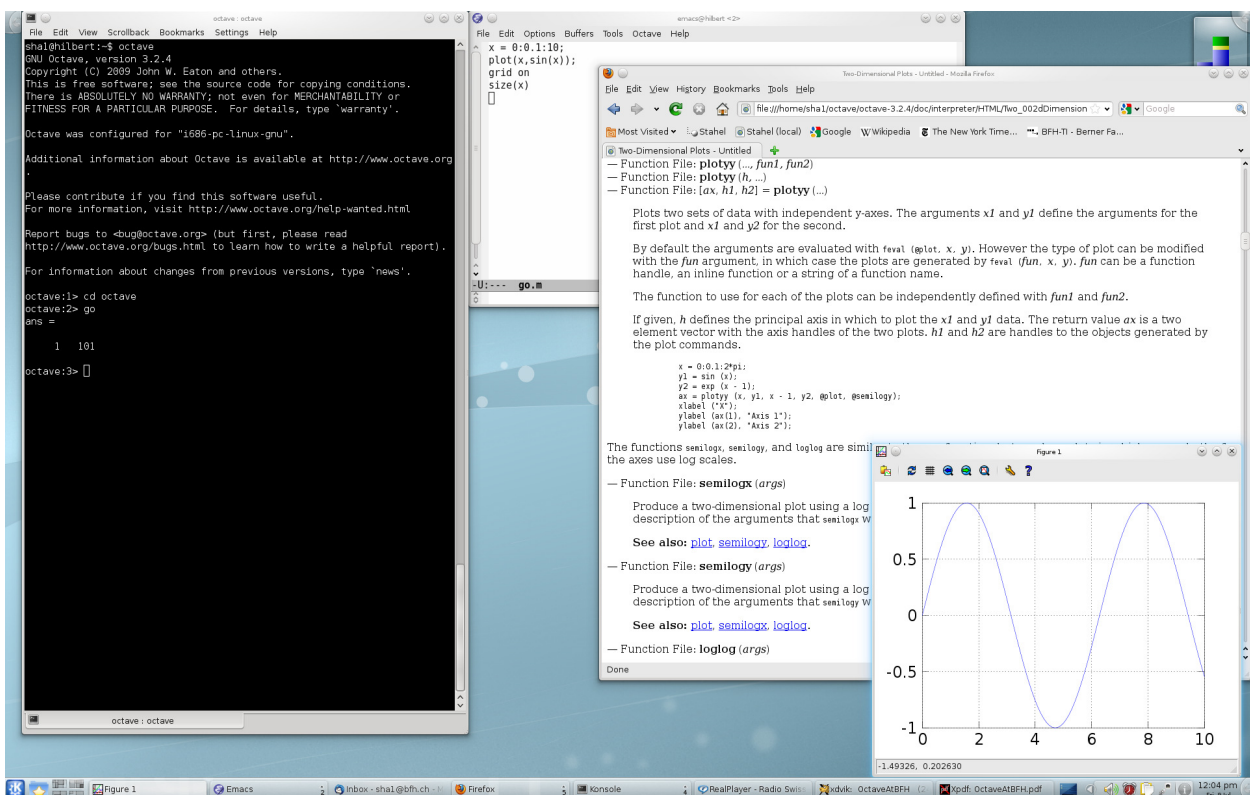 octave : octave
File Edit View Scrollback Bookmarks Settings Help
sha1@hilbert:~$ octave
GNU Octave, version 3.2.4
Copyright (C) 2009 John W. Eaton and others.
This is free software; see the source code for copying conditions.
There is ABSOLUTELY NO WARRANTY; not even for MERCHANTABILITY or
FITNESS FOR A PARTICULAR PURPOSE.  For details, type `warranty'.
Octave was configured for "i686-pc-linux-gnu".
Additional information about Octave is available at http://www.octave.org
.
Please contribute if you find this software useful.
For more information, visit http://www.octave.org/help-wanted.html
Report bugs to <bug@octave.org> (but first, please read
http://www.octave.org/bugs.html to learn how to write a helpful report).
For information about changes from previous versions, type `news'.
octave:1> cd octave
octave:2> go
ans =
1   101
octave:3>
octave : octave
emacs@hilbert <2>
File Edit Options Buffers Tools Octave Help
x = 0:0.1:10;
plot(x,sin(x));
grid on
size(x)
-U:---  go.m
Two-Dimensional Plots - Untitled - Mozilla Firefox
File Edit View History Bookmarks Tools Help
file:///home/sha1/octave/octave-3.2.4/doc/interpreter/HTML/Two_002dDimension
Google
Most Visited Stahel Stahel (local) Google Wikipedia The New York Time... BFH-TI - Berner Fa...
Two-Dimensional Plots - Untitled
— Function File: plotyy (..., fun1, fun2)
— Function File: plotyy (h, ...)
— Function File: [ax, h1, h2] = plotyy (...)
Plots two sets of data with independent y-axes. The arguments x1 and y1 define the arguments for the
first plot and x1 and y2 for the second.
By default the arguments are evaluated with feval (@plot, x, y). However the type of plot can be modified
with the fun argument, in which case the plots are generated by feval (fun, x, y). fun can be a function
handle, an inline function or a string of a function name.
The function to use for each of the plots can be independently defined with fun1 and fun2.
If given, h defines the principal axis in which to plot the x1 and y1 data. The return value ax is a two
element vector with the axis handles of the two plots. h1 and h2 are handles to the objects generated by
the plot commands.
x = 0:0.1:2*pi;
y1 = sin (x);
y2 = exp (x - 1);
ax = plotyy (x, y1, x - 1, y2, @plot, @semilogy);
xlabel ("X");
ylabel (ax(1), "Axis 1");
ylabel (ax(2), "Axis 2");
The functions semilogx, semilogy, and loglog are simil
the axes use log scales.
— Function File: semilogx (args)
Produce a two-dimensional plot using a log
description of the arguments that semilogx w
See also: plot, semilogy, loglog.
— Function File: semilogy (args)
Produce a two-dimensional plot using a log
description of the arguments that semilogy w
See also: plot, semilogx, loglog.
— Function File: loglog (args)
Done
Figure 1
1
0.5
0
-0.5
-1
0 2 4 6 8 10
-1.49326, 0.202630
Figure 1
Emacs 2
Inbox - sha1@bfh.ch -
Firefox 5
Konsole 4
RealPlayer - Radio Swis
xdvik: OctaveAtBFH (2
Xpdf: OctaveAtBFH.pdf
12:04 pm